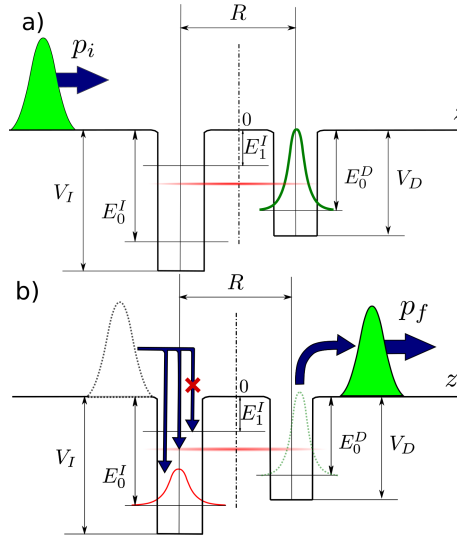 a)
p_i
R
0
z
E_1^I
V_I
E_0^I
E_0^D
V_D
b)
R
p_f
0
z
E_1^I
V_I
E_0^I
E_0^D
V_D